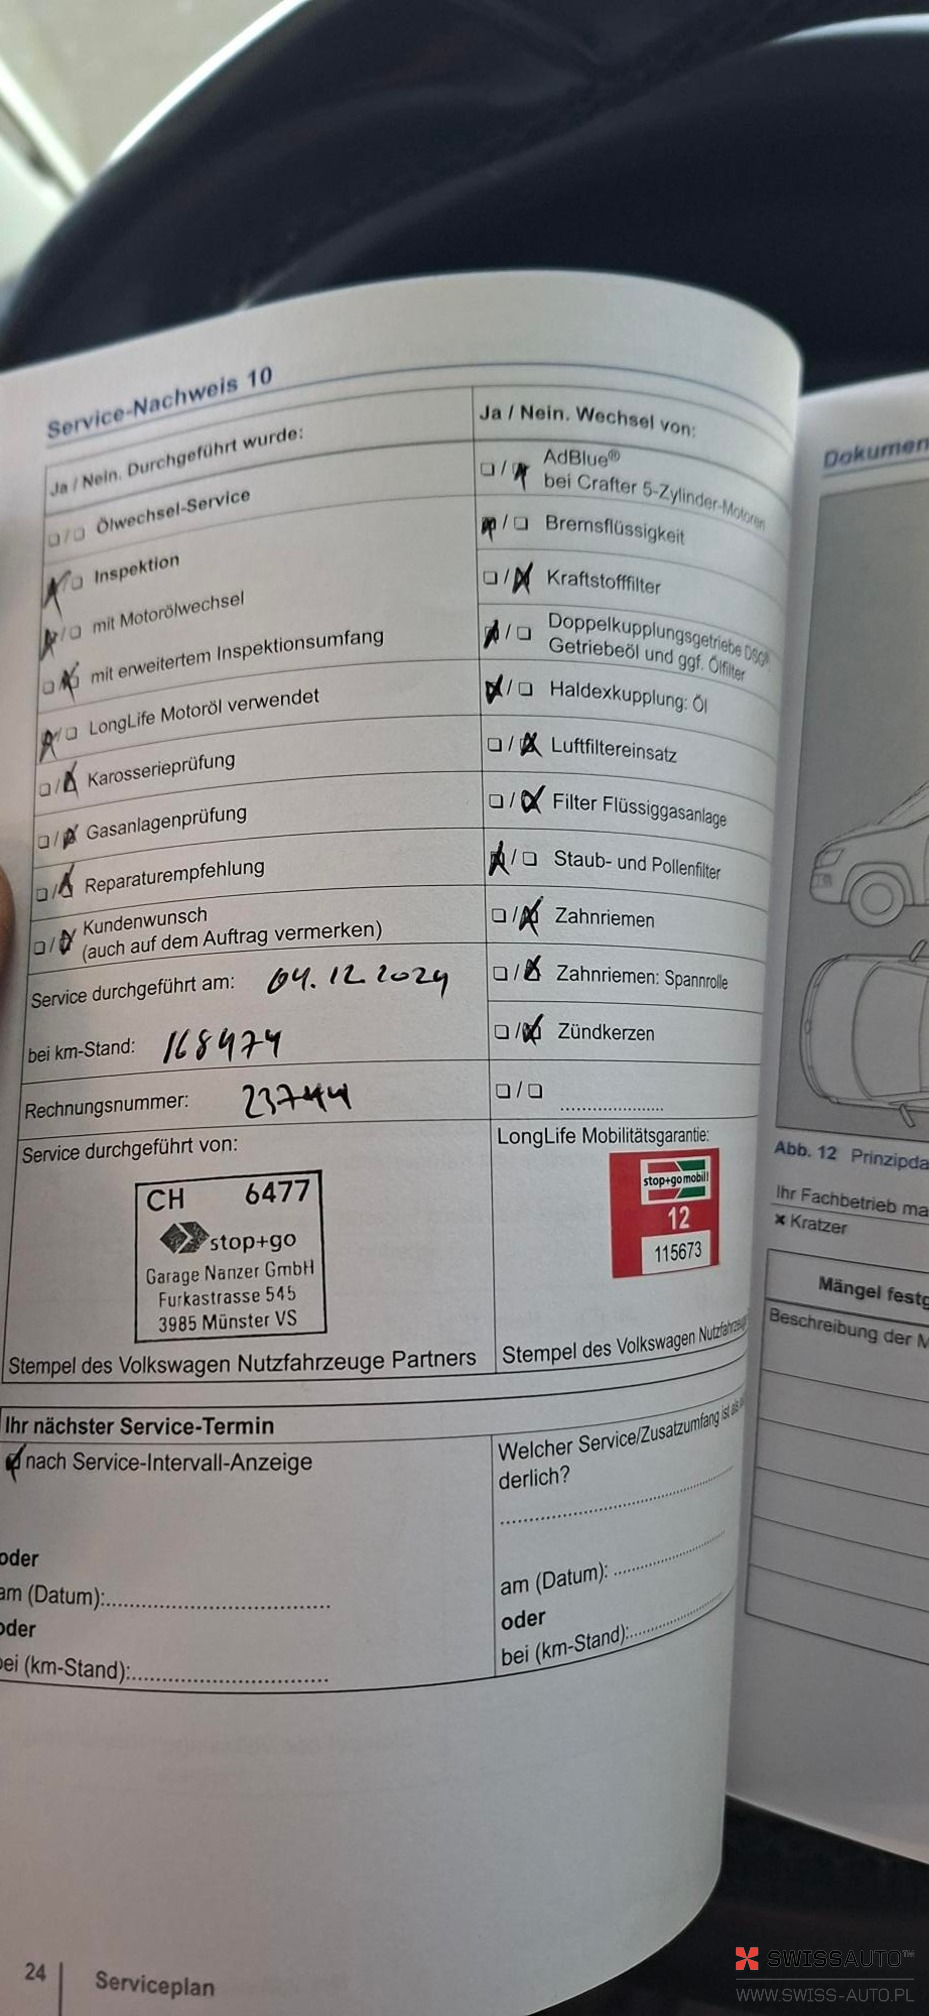 Service-Nachweis 10
Ja / Nein. Durchgeführt wurde:
Ölwechsel-Service
Inspektion
mit Motorölwechsel
mit erweitertem Inspektionsumfang
LongLife Motoröl verwendet
Karosserieprüfung
Gasanlagenprüfung
Reparaturempfehlung
Kundenwunsch
(auch auf dem Auftrag vermerken)
Service durchgeführt am: 04.12.2024
bei km-Stand: 168474
Rechnungsnummer: 23744
Service durchgeführt von:
CH 6477
stop+go
Garage Nanzer GmbH
Furkastrasse 545
3985 Münster VS
Stempel des Volkswagen Nutzfahrzeuge Partners
Ja / Nein. Wechsel von:
AdBlue®
bei Crafter 5-Zylinder-Motoren
Bremsflüssigkeit
Kraftstofffilter
Doppelkupplungsgetriebe DSG®
Getriebeöl und ggf. Ölfilter
Haldexkupplung: Öl
Luftfiltereinsatz
Filter Flüssiggasanlage
Staub- und Pollenfilter
Zahnriemen
Zahnriemen: Spannrolle
Zündkerzen
LongLife Mobilitätsgarantie:
stop+go mobil!
12
115673
Stempel des Volkswagen Nutzfahrzeuge
Ihr nächster Service-Termin
nach Service-Intervall-Anzeige
oder
am (Datum):
oder
bei (km-Stand):
Welcher Service/Zusatzumfang ist als
derlich?
am (Datum):
oder
bei (km-Stand):
24 Serviceplan
Dokumen
Abb. 12 Prinzipda
Ihr Fachbetrieb ma
× Kratzer
Mängel festg
Beschreibung der M
SWISSAUTO™
WWW.SWISS-AUTO.PL